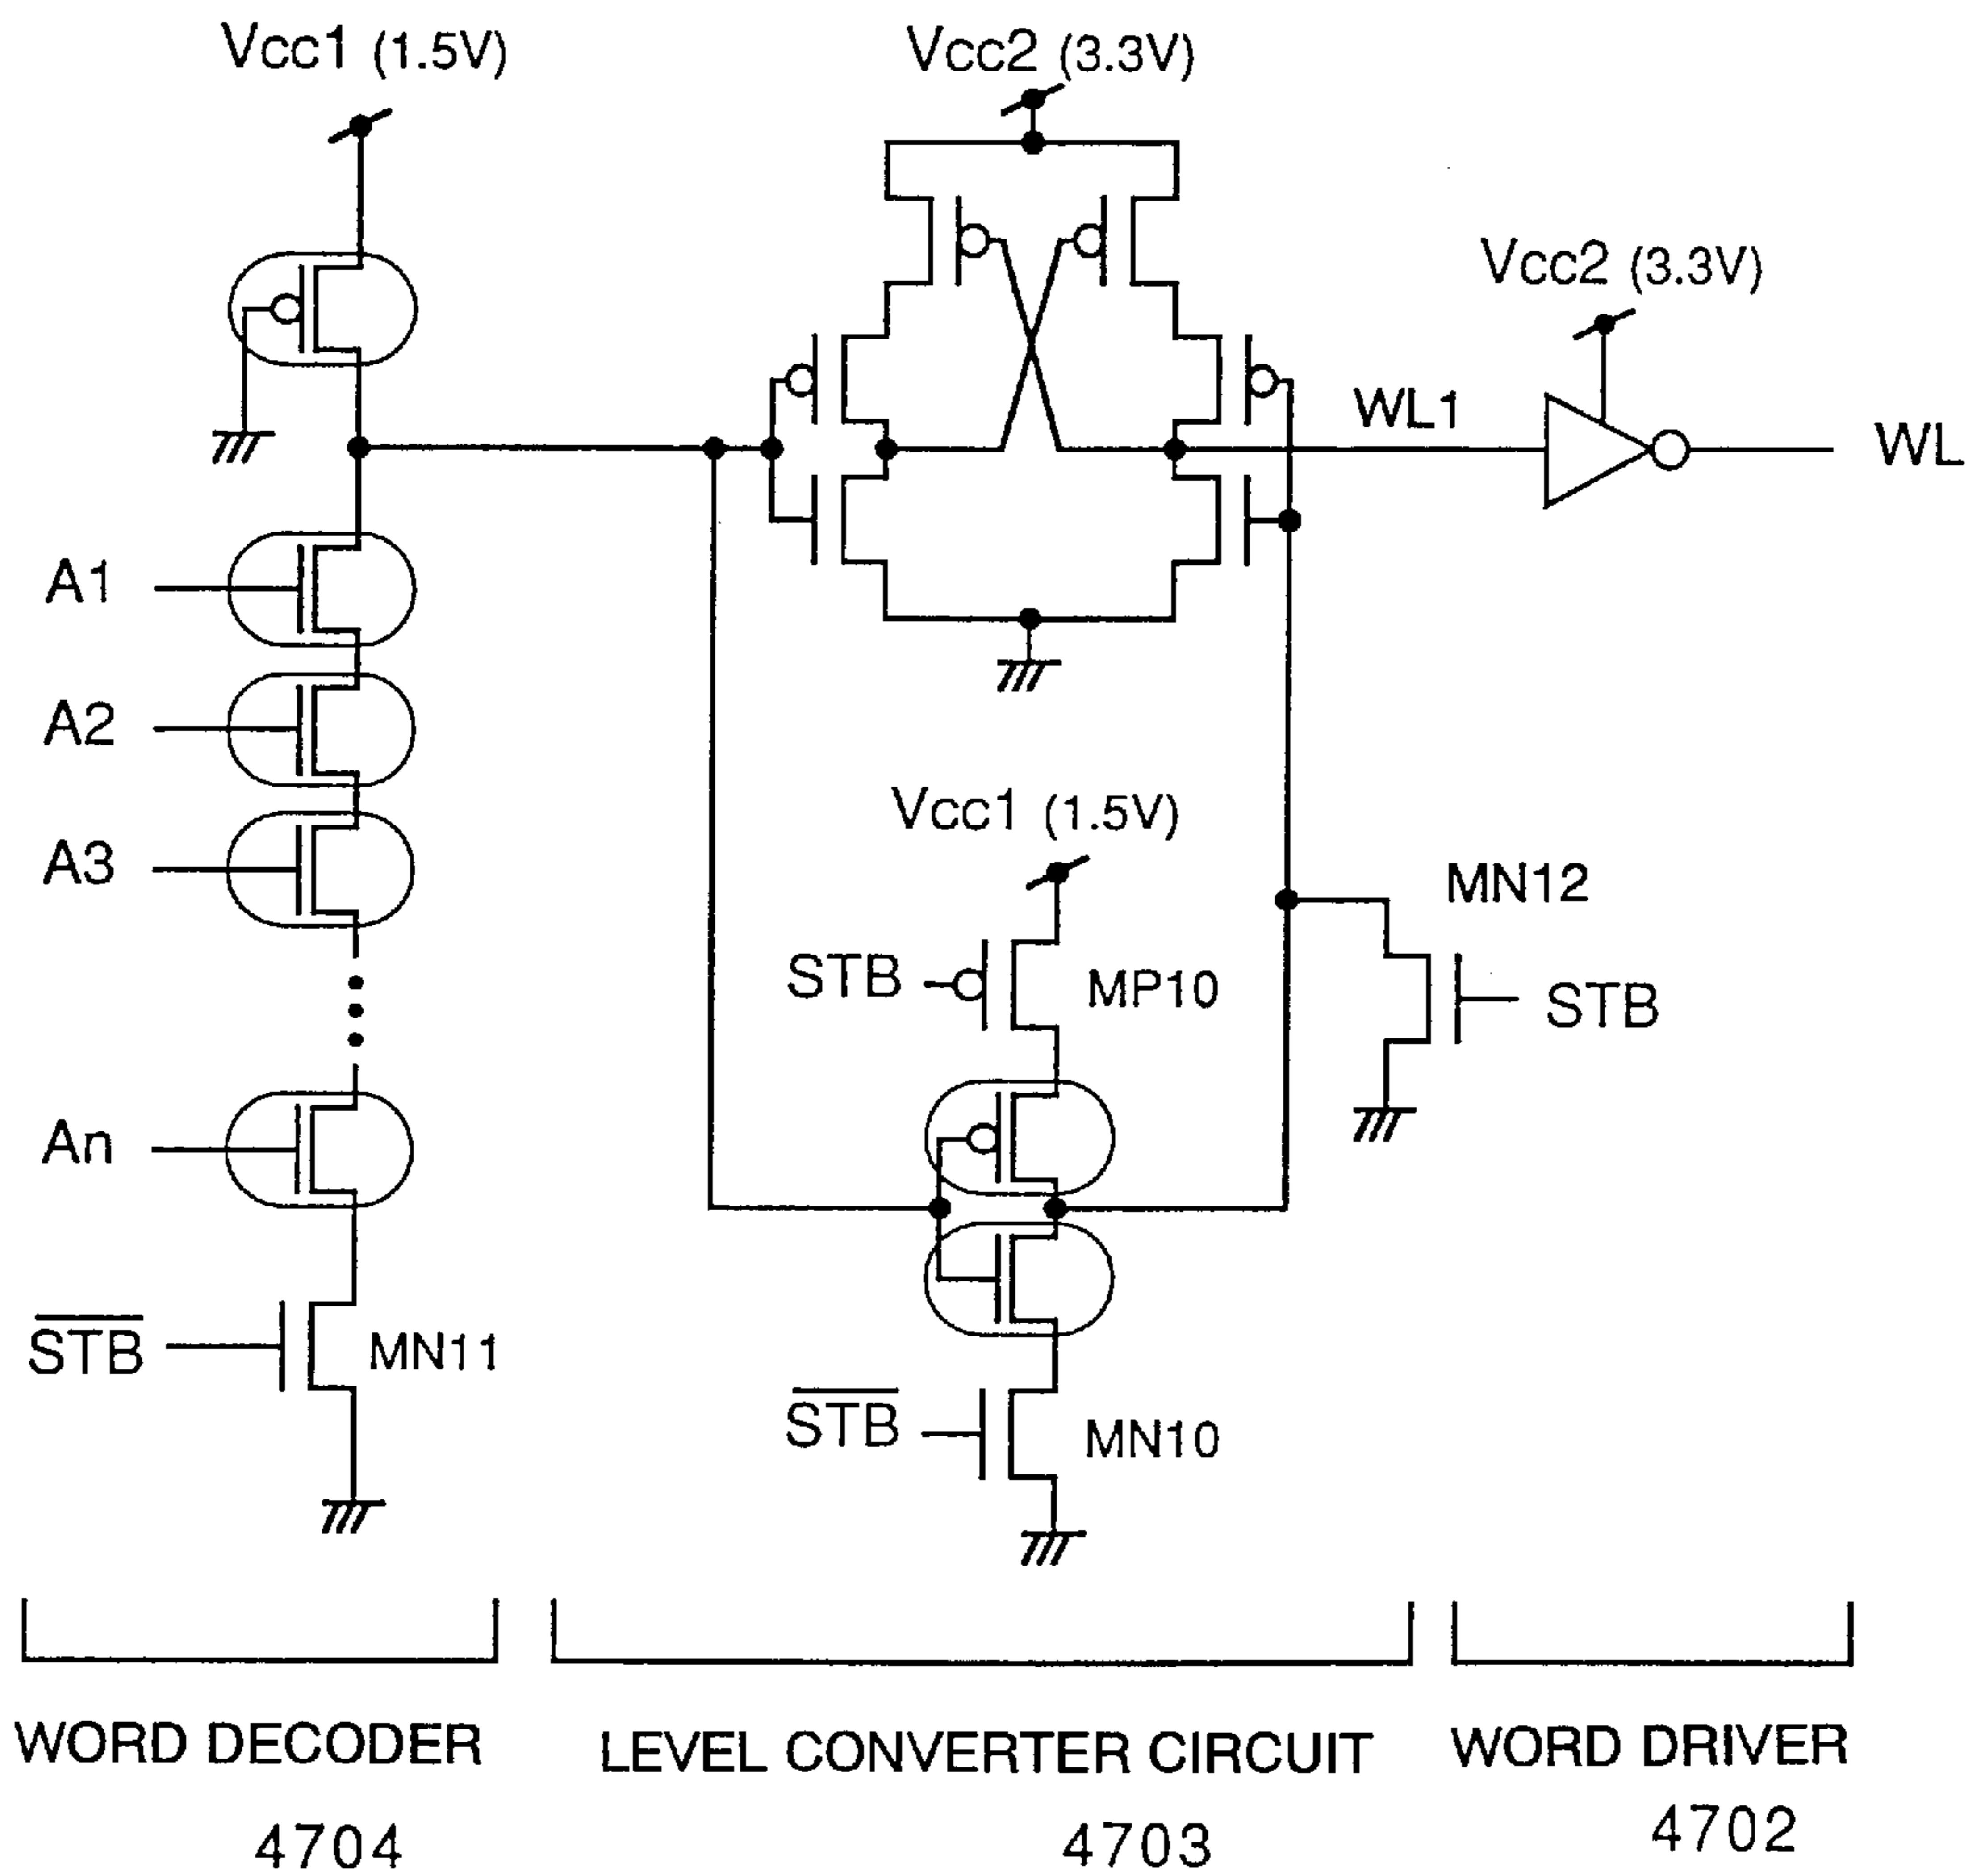 Vcc1 (1.5V)
Vcc2 (3.3V)
Vcc2 (3.3V)
WL1
WL
A1
A2
A3
An
Vcc1 (1.5V)
MN12
STB
MP10
STB
STB
MN11
STB
MN10
WORD DECODER
4704
LEVEL CONVERTER CIRCUIT
4703
WORD DRIVER
4702